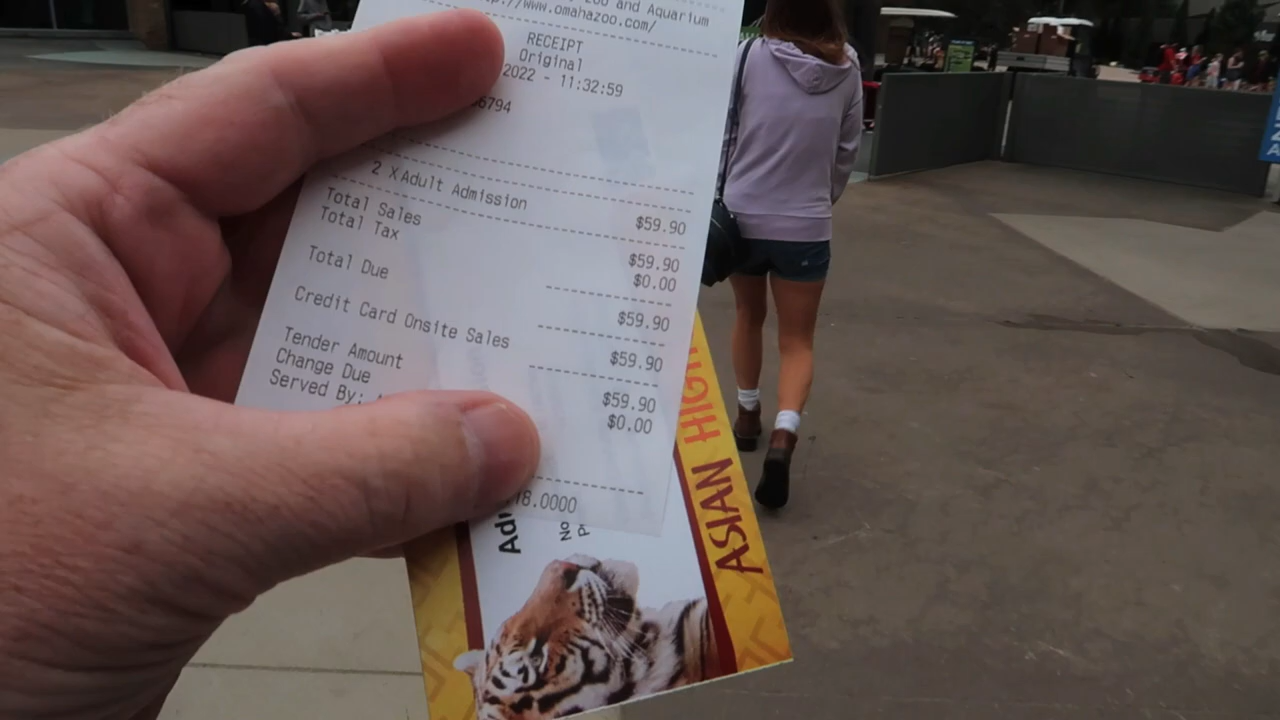 Zoo and Aquarium
p://www.omahazoo.com/
RECEIPT
Original
2022 - 11:32:59
6794
2 X Adult Admission $59.90
Total Sales $59.90
Total Tax $0.00
Total Due $59.90
Credit Card Onsite Sales $59.90
Tender Amount $59.90
Change Due $0.00
Served By:
18.0000
No
ASIAN HIGH